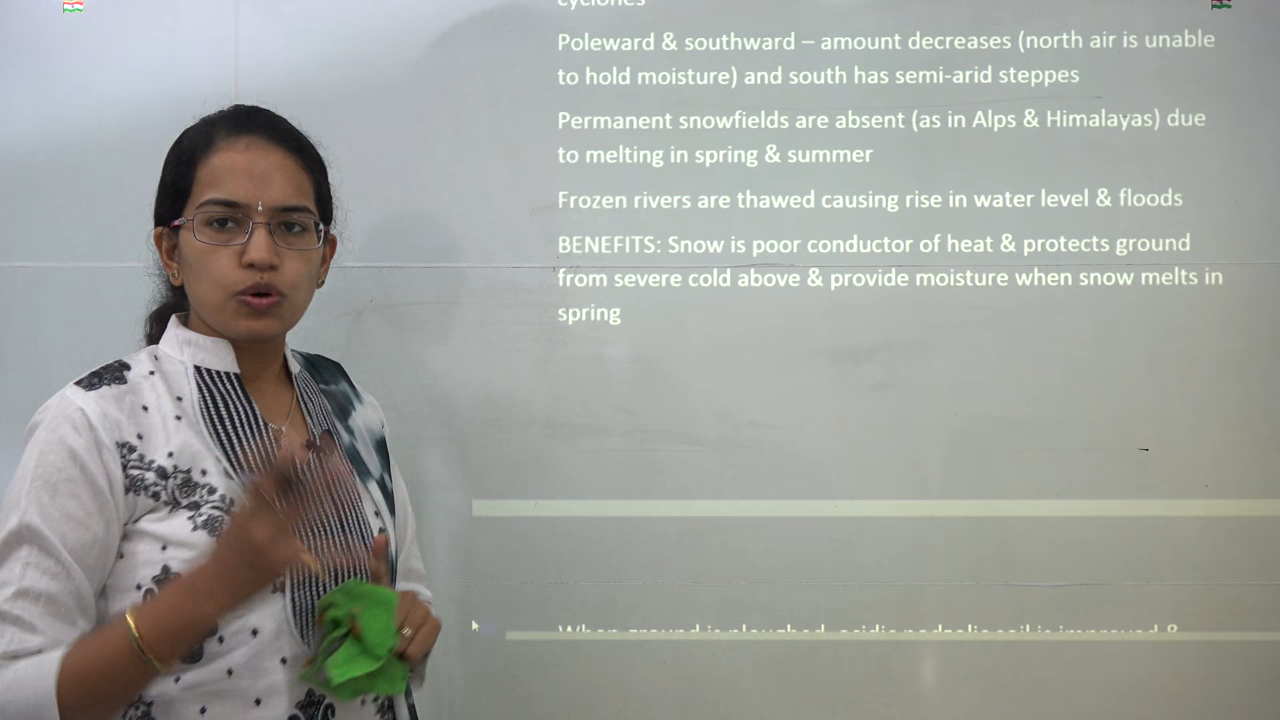 cyclones
Poleward & southward – amount decreases (north air is unable
to hold moisture) and south has semi-arid steppes
Permanent snowfields are absent (as in Alps & Himalayas) due
to melting in spring & summer
Frozen rivers are thawed causing rise in water level & floods
BENEFITS: Snow is poor conductor of heat & protects ground
from severe cold above & provide moisture when snow melts in
spring
When ground is ploughed, acidic podzolic soil is improved &